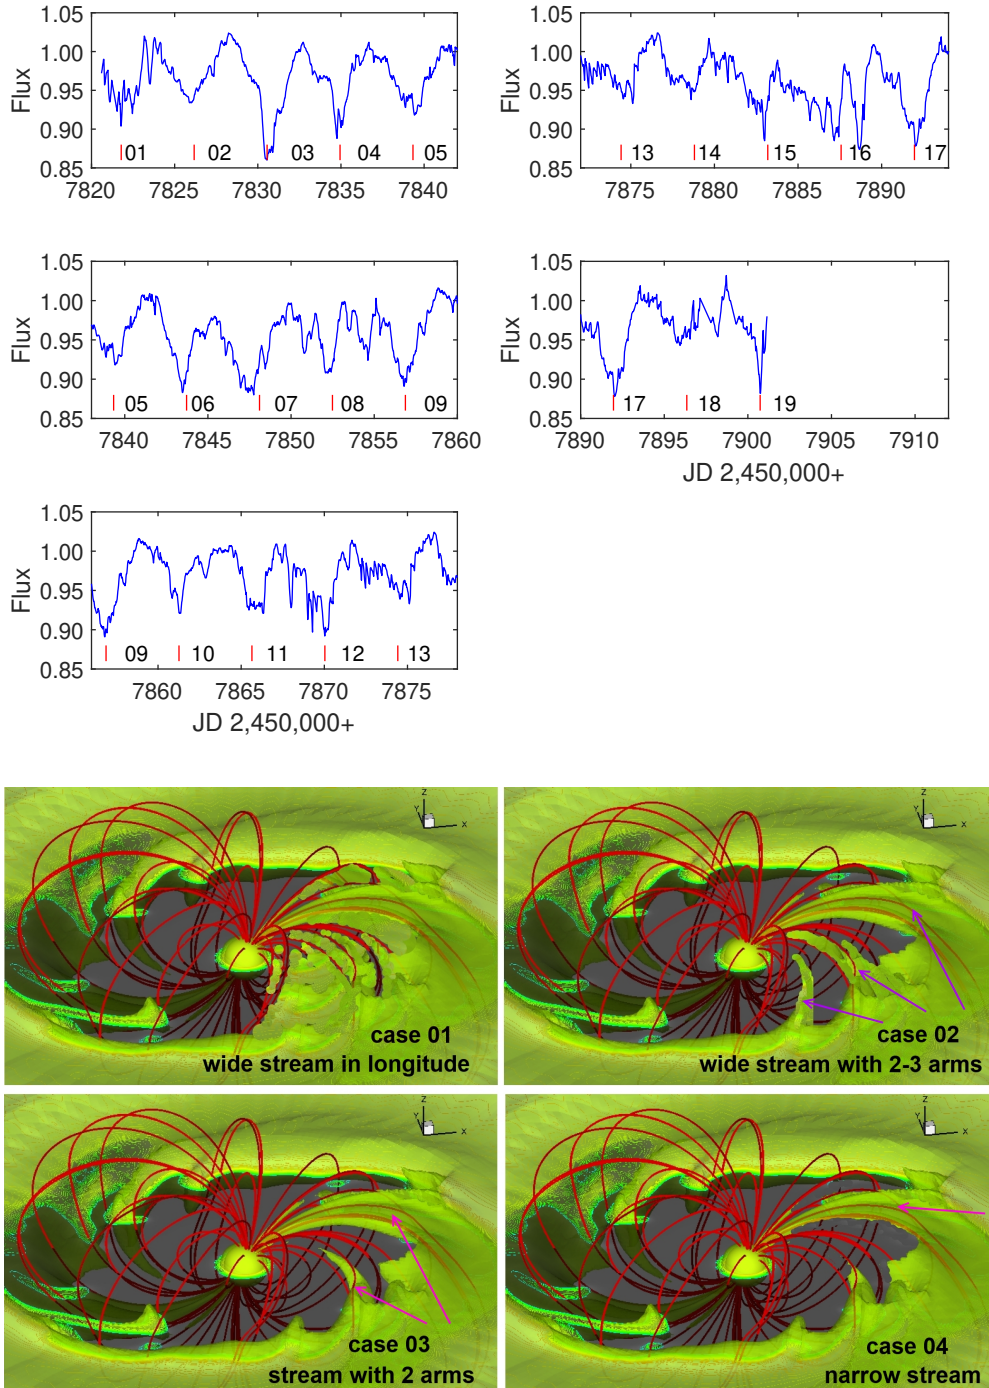 1.05
1.00
0.95
0.90
0.85
Flux
01 02 03 04 05
7820 7825 7830 7835 7840
1.05
1.00
0.95
0.90
0.85
Flux
13 14 15 16 17
7875 7880 7885 7890
1.05
1.00
0.95
0.90
0.85
Flux
05 06 07 08 09
7840 7845 7850 7855 7860
1.05
1.00
0.95
0.90
0.85
Flux
17 18 19
7890 7895 7900 7905 7910
JD 2,450,000+
1.05
1.00
0.95
0.90
0.85
Flux
09 10 11 12 13
7860 7865 7870 7875
JD 2,450,000+
Z
Y
X
case 01
wide stream in longitude
Z
Y
X
case 02
wide stream with 2-3 arms
Z
Y
X
case 03
stream with 2 arms
Z
Y
X
case 04
narrow stream